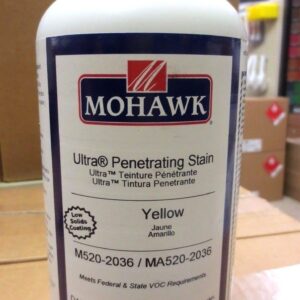 MOHAWK
Ultra® Penetrating Stain
Ultra™ Teinture Pénétrante
Ultra™ Tintura Penetrante
Yellow
Jaune
Amarillo
Low
Solids
Coating
M520-2036 / MA520-2036
Meets Federal & State VOC Requirements